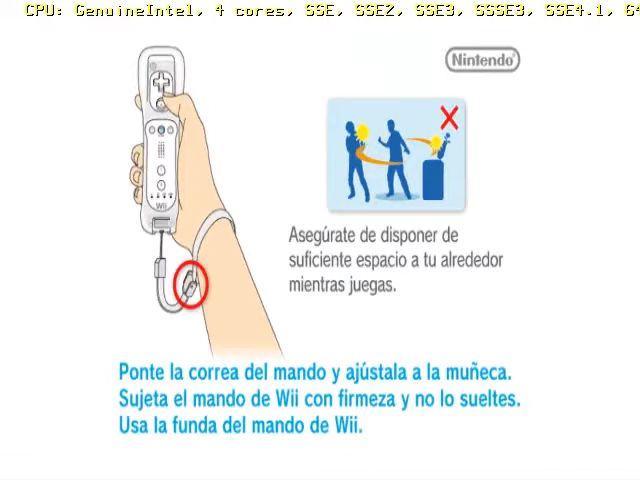 CPU: GenuineIntel, 4 cores, SSE, SSE2, SSE3, SSSE3, SSE4.1, 64
Nintendo
Wii
Asegúrate de disponer de
suficiente espacio a tu alrededor
mientras juegas.
Ponte la correa del mando y ajústala a la muñeca.
Sujeta el mando de Wii con firmeza y no lo sueltes.
Usa la funda del mando de Wii.